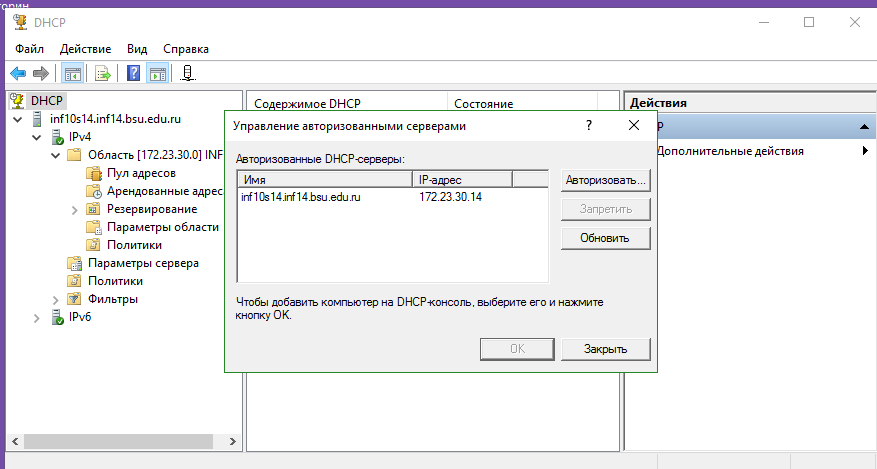 торин
DHCP
Файл Действие Вид Справка
DHCP
inf10s14.inf14.bsu.edu.ru
IPv4
Область [172.23.30.0] INF
Пул адресов
Арендованные адрес
Резервирование
Параметры области
Политики
Параметры сервера
Политики
Фильтры
IPv6
Содержимое DHCP Состояние
Действия
P
Дополнительные действия
Управление авторизованными серверами
Авторизованные DHCP-серверы:
Имя IP-адрес
inf10s14.inf14.bsu.edu.ru 172.23.30.14
Авторизовать...
Запретить
Обновить
Чтобы добавить компьютер на DHCP-консоль, выберите его и нажмите
кнопку OK.
OK Закрыть